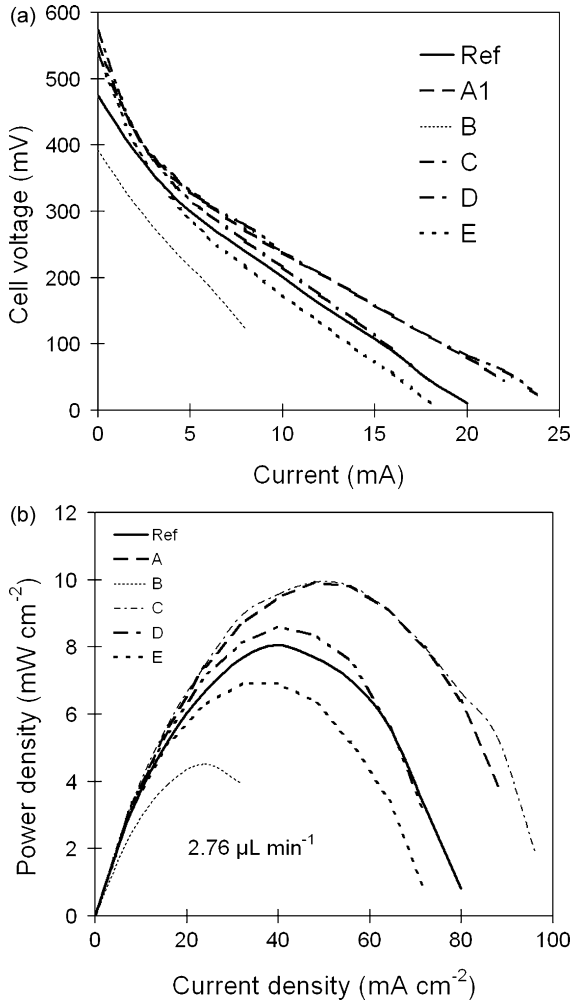 (a)
600
500
400
300
200
100
0
Cell voltage (mV)
Ref
A1
B
C
D
E
0 5 10 15 20 25
Current (mA)
(b)
12
10
8
6
4
2
0
Power density (mW cm-2)
Ref
A
B
C
D
E
2.76 µL min-1
0 20 40 60 80 100
Current density (mA cm-2)